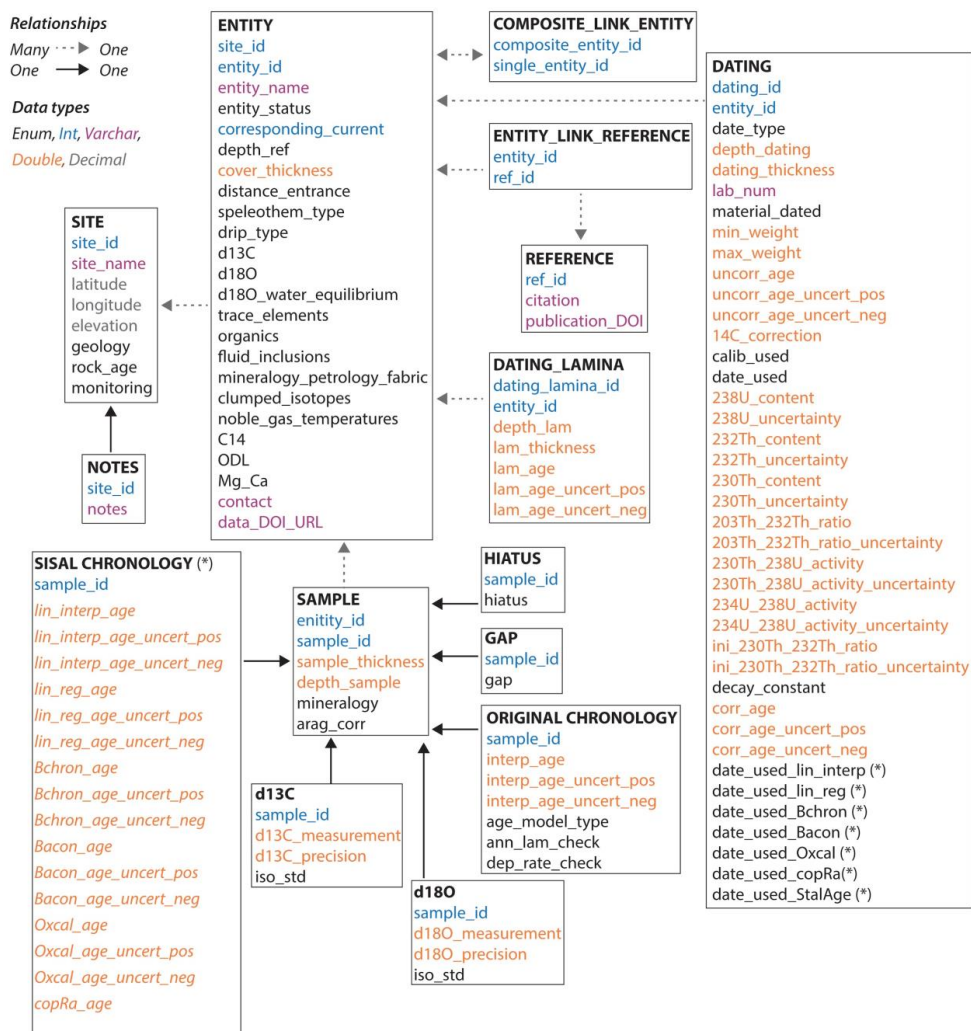 Relationships
Many One
One One
Data types
Enum, Int, Varchar,
Double, Decimal
ENTITY
site_id
entity_id
entity_name
entity_status
corresponding_current
depth_ref
cover_thickness
distance_entrance
speleothem_type
drip_type
d13C
d18O
d18O_water_equilibrium
trace_elements
organics
fluid_inclusions
mineralogy_petrology_fabric
clumped_isotopes
noble_gas_temperatures
C14
ODL
Mg_Ca
contact
data_DOI_URL
COMPOSITE_LINK_ENTITY
composite_entity_id
single_entity_id
ENTITY_LINK_REFERENCE
entity_id
ref_id
REFERENCE
ref_id
citation
publication_DOI
DATING_LAMINA
dating_lamina_id
entity_id
depth_lam
lam_thickness
lam_age
lam_age_uncert_pos
lam_age_uncert_neg
DATING
dating_id
entity_id
date_type
depth_dating
dating_thickness
lab_num
material_dated
min_weight
max_weight
uncorr_age
uncorr_age_uncert_pos
uncorr_age_uncert_neg
14C_correction
calib_used
date_used
238U_content
238U_uncertainty
232Th_content
232Th_uncertainty
230Th_content
230Th_uncertainty
203Th_232Th_ratio
203Th_232Th_ratio_uncertainty
230Th_238U_activity
230Th_238U_activity_uncertainty
234U_238U_activity
234U_238U_activity_uncertainty
ini_230Th_232Th_ratio
ini_230Th_232Th_ratio_uncertainty
decay_constant
corr_age
corr_age_uncert_pos
corr_age_uncert_neg
date_used_lin_interp (*)
date_used_lin_reg (*)
date_used_Bchron (*)
date_used_Bacon (*)
date_used_Oxcal (*)
date_used_copRa(*)
date_used_StalAge (*)
SITE
site_id
site_name
latitude
longitude
elevation
geology
rock_age
monitoring
NOTES
site_id
notes
SISAL CHRONOLOGY (*)
sample_id
lin_interp_age
lin_interp_age_uncert_pos
lin_interp_age_uncert_neg
lin_reg_age
lin_reg_age_uncert_pos
lin_reg_age_uncert_neg
Bchron_age
Bchron_age_uncert_pos
Bchron_age_uncert_neg
Bacon_age
Bacon_age_uncert_pos
Bacon_age_uncert_neg
Oxcal_age
Oxcal_age_uncert_pos
Oxcal_age_uncert_neg
copRa_age
SAMPLE
enitity_id
sample_id
sample_thickness
depth_sample
mineralogy
arag_corr
HIATUS
sample_id
hiatus
GAP
sample_id
gap
ORIGINAL CHRONOLOGY
sample_id
interp_age
interp_age_uncert_pos
interp_age_uncert_neg
age_model_type
ann_lam_check
dep_rate_check
d13C
sample_id
d13C_measurement
d13C_precision
iso_std
d18O
sample_id
d18O_measurement
d18O_precision
iso_std